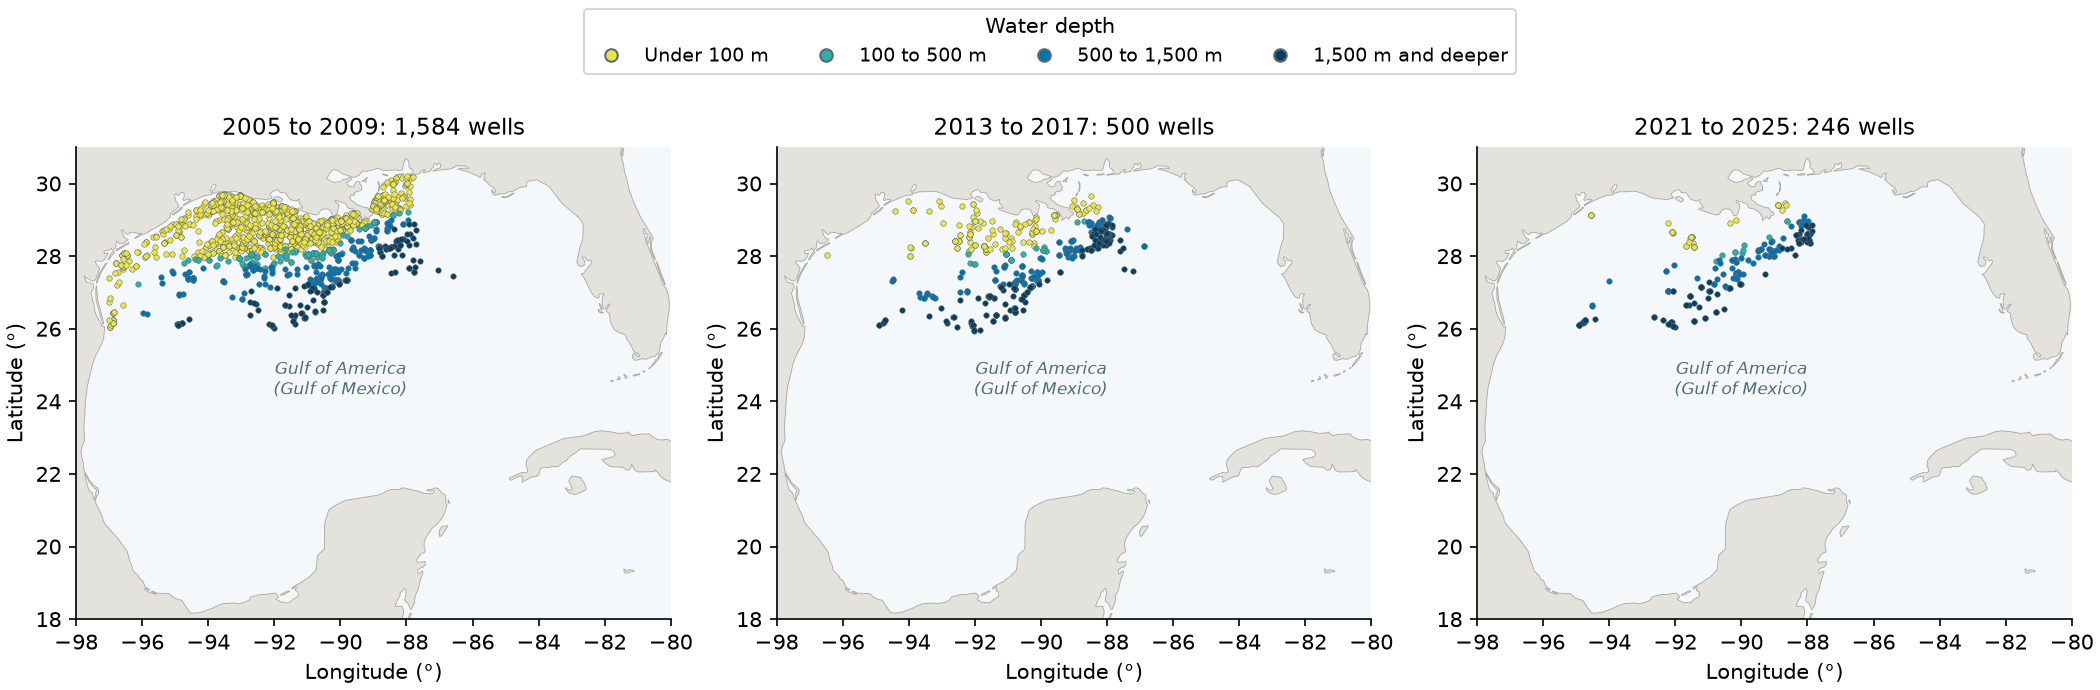 Water depth
Under 100 m 100 to 500 m 500 to 1,500 m 1,500 m and deeper
2005 to 2009: 1,584 wells
30
28
26
24
22
20
18
Latitude (°)
Gulf of America
(Gulf of Mexico)
−98 −96 −94 −92 −90 −88 −86 −84 −82 −80
Longitude (°)
2013 to 2017: 500 wells
30
28
26
24
22
20
18
Latitude (°)
Gulf of America
(Gulf of Mexico)
−98 −96 −94 −92 −90 −88 −86 −84 −82 −80
Longitude (°)
2021 to 2025: 246 wells
30
28
26
24
22
20
18
Latitude (°)
Gulf of America
(Gulf of Mexico)
−98 −96 −94 −92 −90 −88 −86 −84 −82 −80
Longitude (°)